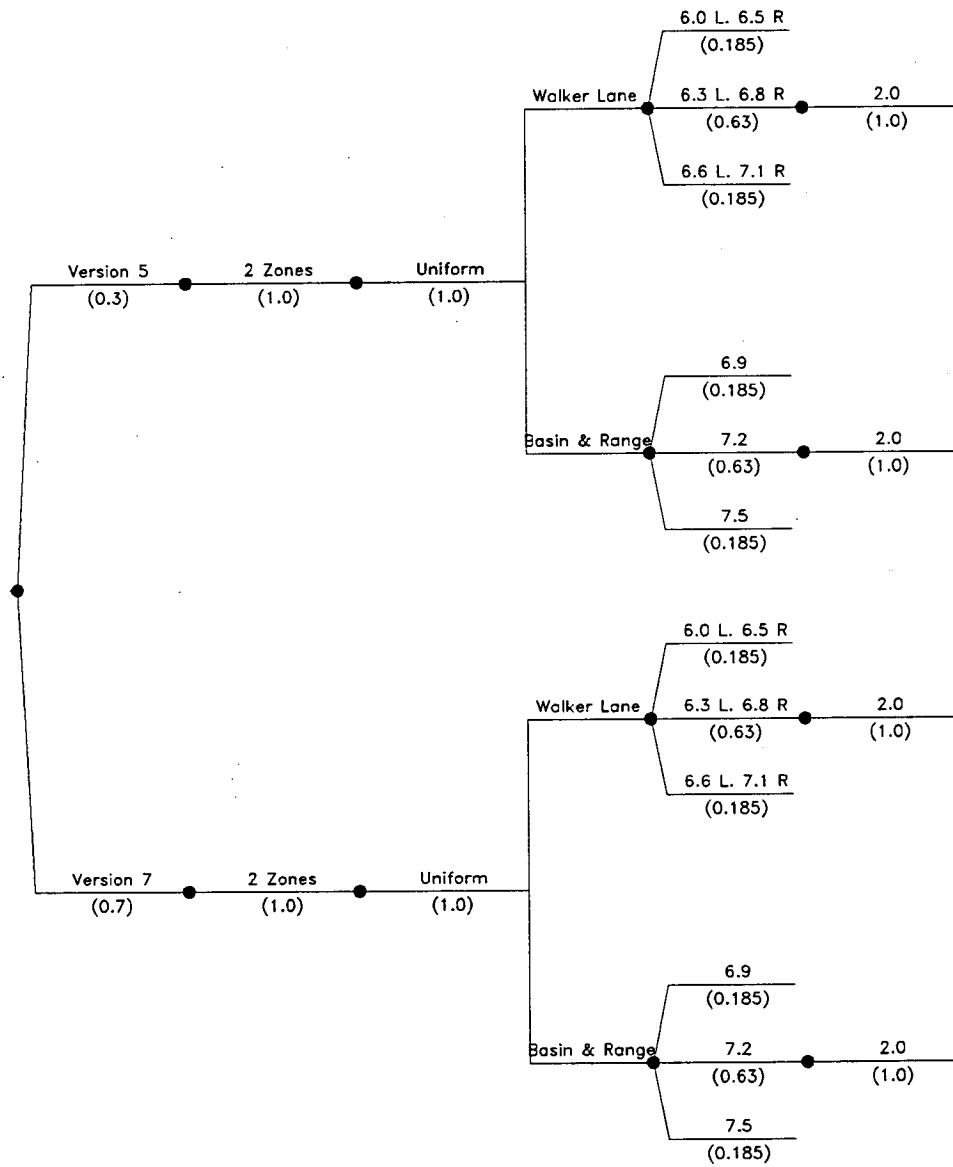 6.0 L. 6.5 R
(0.185)
Walker Lane
6.3 L. 6.8 R
(0.63)
2.0
(1.0)
6.6 L. 7.1 R
(0.185)
Version 5
(0.3)
2 Zones
(1.0)
Uniform
(1.0)
6.9
(0.185)
Basin & Range
7.2
(0.63)
2.0
(1.0)
7.5
(0.185)
6.0 L. 6.5 R
(0.185)
Walker Lane
6.3 L. 6.8 R
(0.63)
2.0
(1.0)
6.6 L. 7.1 R
(0.185)
Version 7
(0.7)
2 Zones
(1.0)
Uniform
(1.0)
6.9
(0.185)
Basin & Range
7.2
(0.63)
2.0
(1.0)
7.5
(0.185)